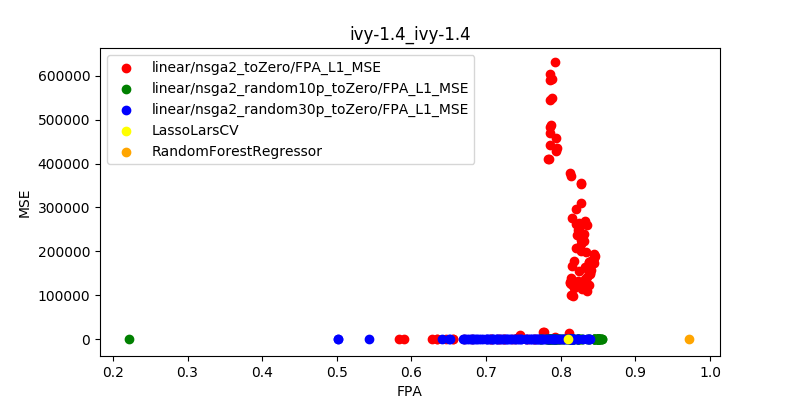 ivy-1.4_ivy-1.4
linear/nsga2_toZero/FPA_L1_MSE
linear/nsga2_random10p_toZero/FPA_L1_MSE
linear/nsga2_random30p_toZero/FPA_L1_MSE
LassoLarsCV
RandomForestRegressor
MSE
600000
500000
400000
300000
200000
100000
0
0.2 0.3 0.4 0.5 0.6 0.7 0.8 0.9 1.0
FPA